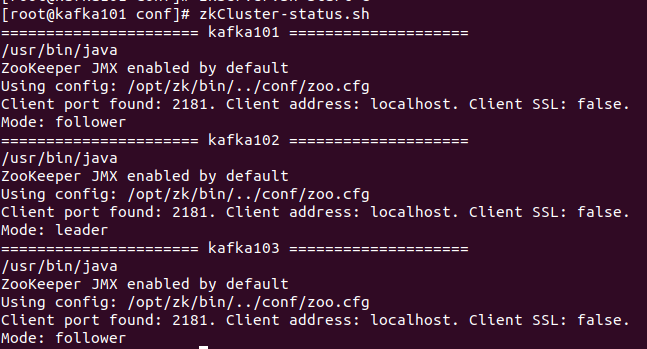 [root@kafka101 conf]# zkCluster-status.sh
====================== kafka101 ====================
/usr/bin/java
ZooKeeper JMX enabled by default
Using config: /opt/zk/bin/../conf/zoo.cfg
Client port found: 2181. Client address: localhost. Client SSL: false.
Mode: follower
====================== kafka102 ====================
/usr/bin/java
ZooKeeper JMX enabled by default
Using config: /opt/zk/bin/../conf/zoo.cfg
Client port found: 2181. Client address: localhost. Client SSL: false.
Mode: leader
====================== kafka103 ====================
/usr/bin/java
ZooKeeper JMX enabled by default
Using config: /opt/zk/bin/../conf/zoo.cfg
Client port found: 2181. Client address: localhost. Client SSL: false.
Mode: follower